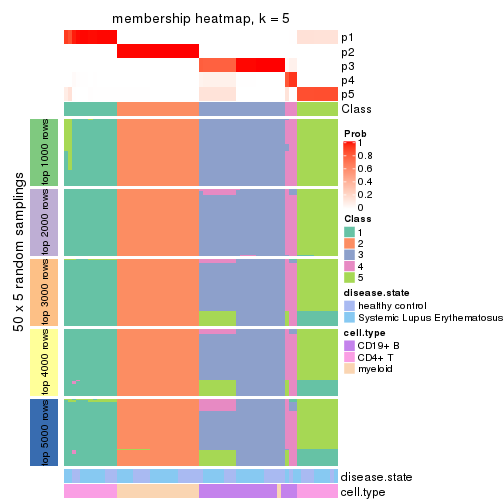 membership heatmap, k = 5
p1
p2
p3
p4
p5
Class
50 x 5 random samplings
top 1000 rows
top 2000 rows
top 3000 rows
top 4000 rows
top 5000 rows
disease.state
cell.type
Prob
1
0.8
0.6
0.4
0.2
0
Class
1
2
3
4
5
disease.state
healthy control
Systemic Lupus Erythematosus
cell.type
CD19+ B
CD4+ T
myeloid